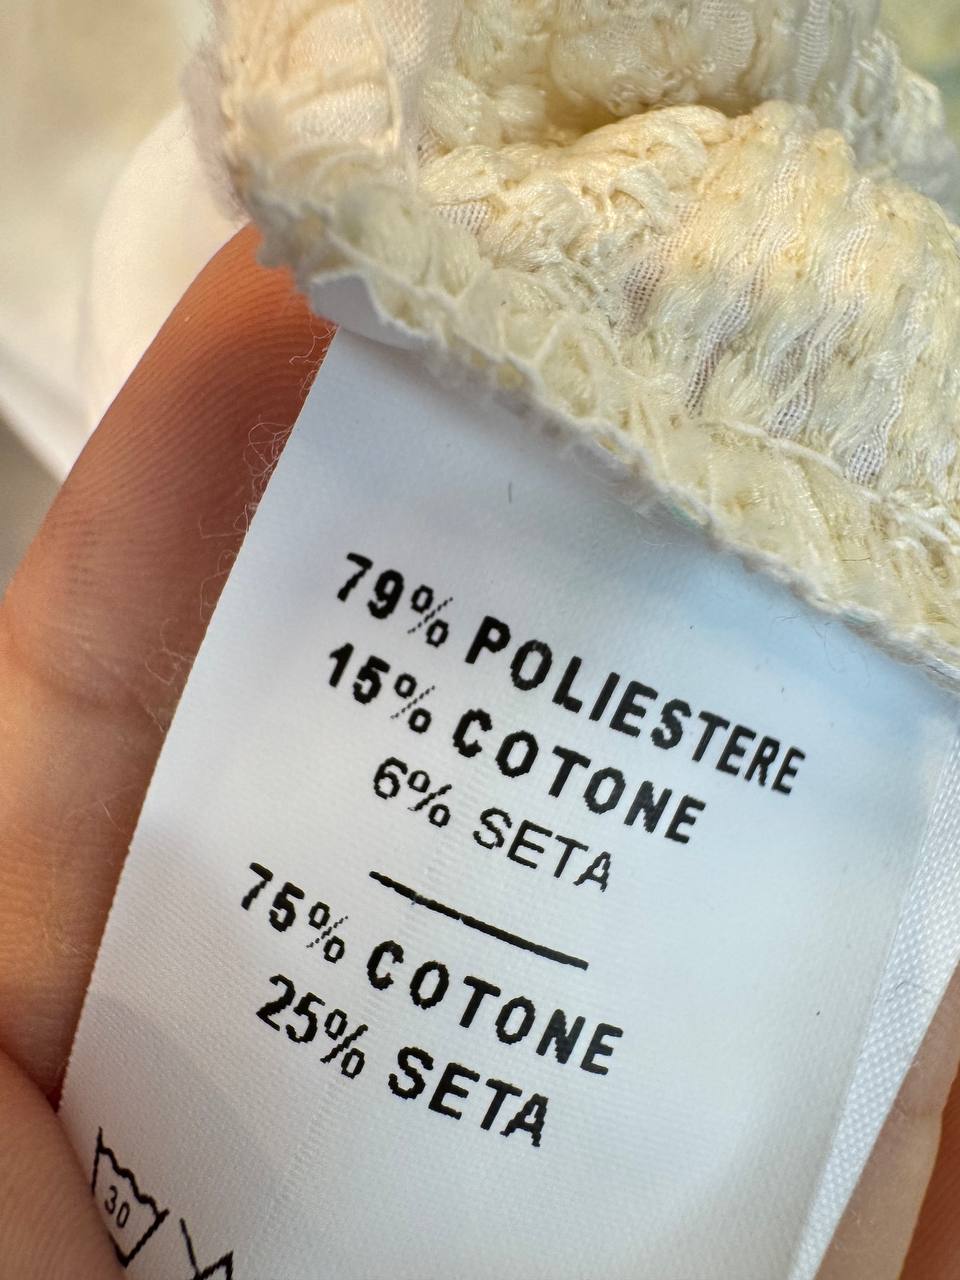 79% POLIESTERE
15% COTONE
6% SETA
75% COTONE
25% SETA
30